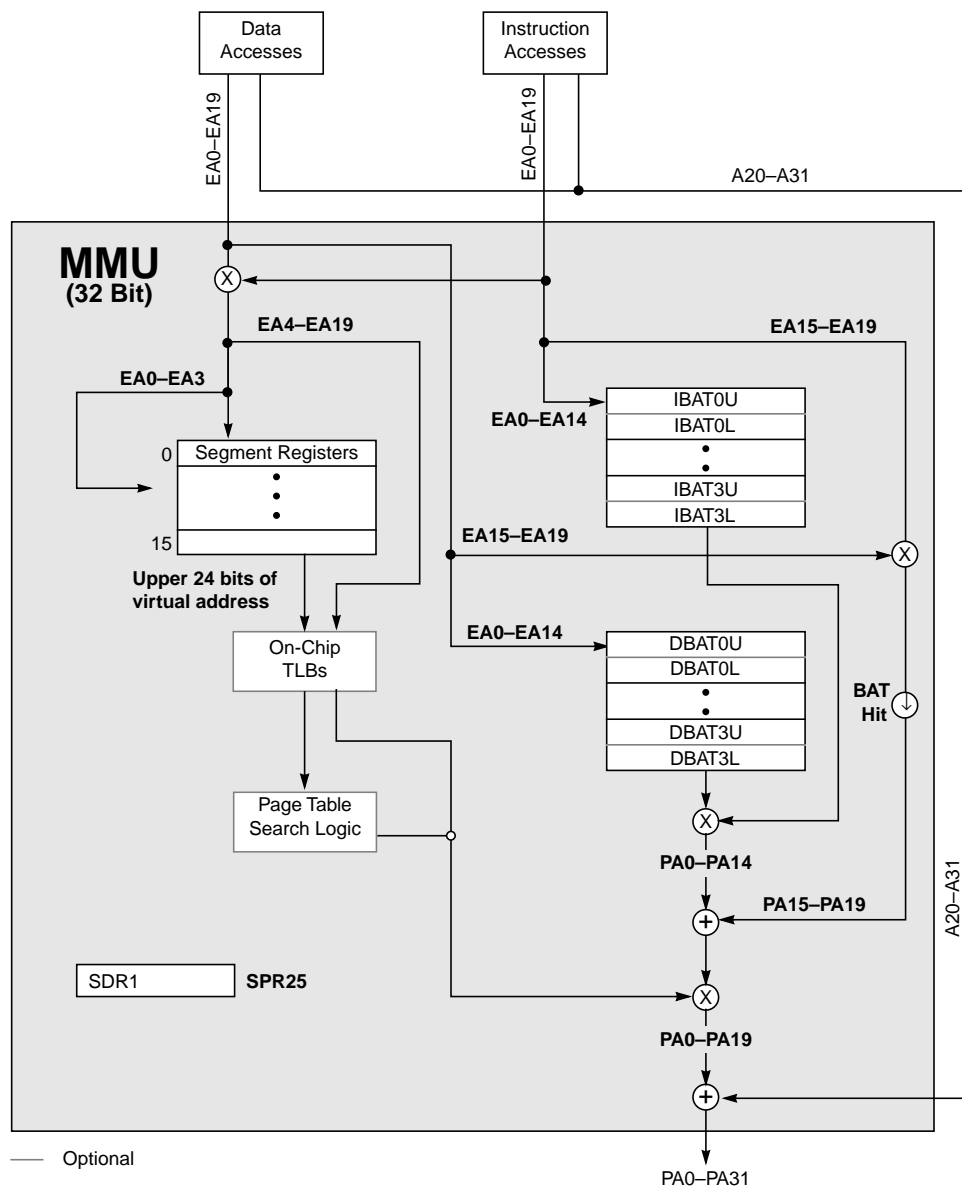 Data
Accesses
Instruction
Accesses
EA0–EA19
EA0–EA19
A20–A31
MMU
(32 Bit)
EA4–EA19
EA15–EA19
EA0–EA3
EA0–EA14
IBAT0U
IBAT0L
IBAT3U
IBAT3L
0
Segment Registers
15
EA15–EA19
X
X
Upper 24 bits of
virtual address
EA0–EA14
On-Chip
TLBs
DBAT0U
DBAT0L
DBAT3U
DBAT3L
BAT
Hit
Page Table
Search Logic
X
PA0–PA14
PA15–PA19
+
A20–A31
SDR1
SPR25
X
PA0–PA19
+
Optional
PA0–PA31